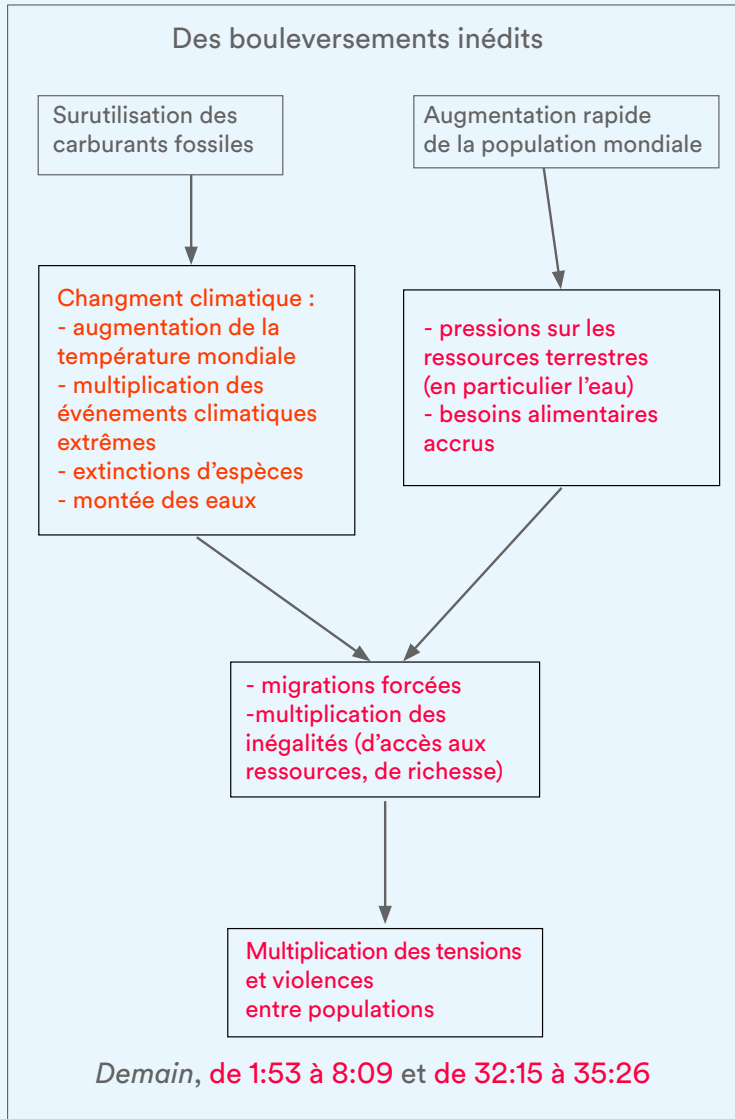 Des bouleversements inédits
Surutilisation des
carburants fossiles
Augmentation rapide
de la population mondiale
Changment climatique :
- augmentation de la
température mondiale
- multiplication des
événements climatiques
extrêmes
- extinctions d’espèces
- montée des eaux
- pressions sur les
ressources terrestres
(en particulier l’eau)
- besoins alimentaires
accrus
- migrations forcées
-multiplication des
inégalités (d’accès aux
ressources, de richesse)
Multiplication des tensions
et violences
entre populations
Demain, de 1:53 à 8:09 et de 32:15 à 35:26